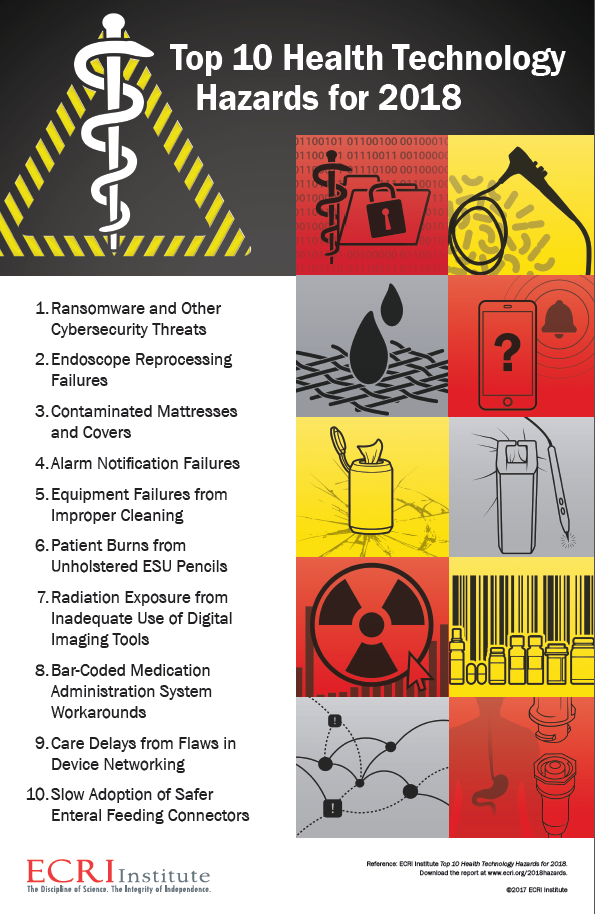 Top 10 Health Technology
Hazards for 2018
01100101 01100100 0010001
1. Ransomware and Other
Cybersecurity Threats
2. Endoscope Reprocessing
Failures
3. Contaminated Mattresses
and Covers
4. Alarm Notification Failures
5. Equipment Failures from
Improper Cleaning
6. Patient Burns from
Unholstered ESU Pencils
7. Radiation Exposure from
Inadequate Use of Digital
Imaging Tools
8. Bar-Coded Medication
Administration System
Workarounds
9. Care Delays from Flaws in
Device Networking
10. Slow Adoption of Safer
Enteral Feeding Connectors
?
!
!
ECRI Institute
The Discipline of Science. The Integrity of Independence.
Reference: ECRI Institute Top 10 Health Technology Hazards for 2018.
Download the report at www.ecri.org/2018hazards.
©2017 ECRI Institute